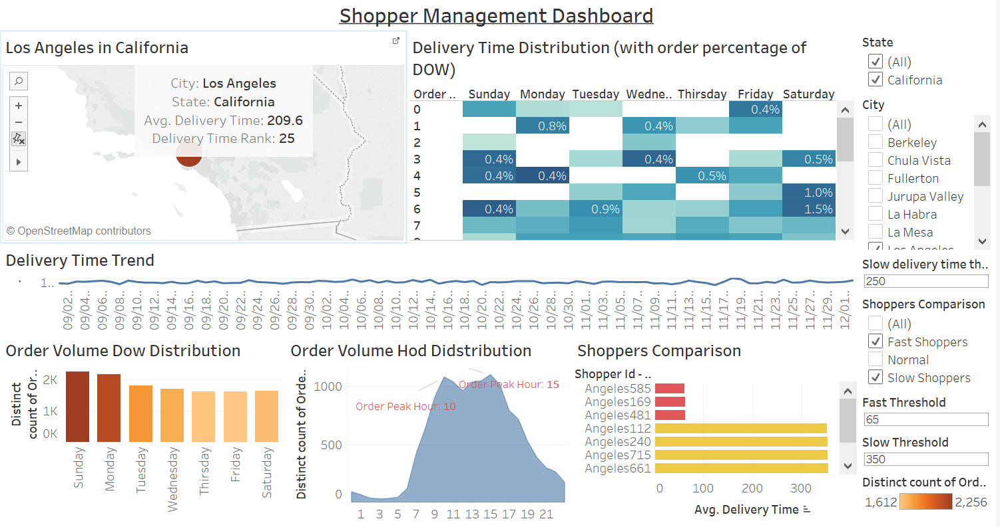 Shopper Management Dashboard
Los Angeles in California
City: Los Angeles
State: California
Avg. Delivery Time: 209.6
Delivery Time Rank: 25
© OpenStreetMap contributors
Delivery Time Distribution (with order percentage of
DOW)
Order .. Sunday Monday Tuesday Wedne.. Thirsday Friday Saturday
0 0.4%
1 0.8% 0.4%
2
3 0.4% 0.4% 0.5%
4 0.4% 0.4% 0.5%
5 1.0%
6 0.4% 0.9% 1.5%
7
State
(All)
California
City
(All)
Berkeley
Chula Vista
Fullerton
Jurupa Valley
La Habra
La Mesa
Los Angeles
Delivery Time Trend
1..
09/02.. 09/04.. 09/06.. 09/08.. 09/10.. 09/12.. 09/14.. 09/16.. 09/18.. 09/20.. 09/22.. 09/24.. 09/26.. 09/28.. 09/30.. 10/02.. 10/04.. 10/06.. 10/08.. 10/10.. 10/12.. 10/14.. 10/16.. 10/18.. 10/20.. 10/22.. 10/24.. 10/26.. 10/28.. 10/30.. 11/01.. 11/03.. 11/05.. 11/07.. 11/09.. 11/11.. 11/13.. 11/15.. 11/17.. 11/19.. 11/21.. 11/23.. 11/25.. 11/27.. 11/29.. 12/01..
Slow delivery time th..
250
Shoppers Comparison
(All)
Fast Shoppers
Normal
Slow Shoppers
Fast Threshold
65
Slow Threshold
350
Distinct count of Ord..
1,612 2,256
Order Volume Dow Distribution
Distinct
count of Or..
2K
1K
0K
Sunday Monday Tuesday Wednesday Thirsday Friday Saturday
Order Volume Hod Didstribution
Distinct count of Orde..
1000
500
0
Order Peak Hour: 15
Order Peak Hour: 10
1 3 5 7 9 11 13 15 17 19 21
Shoppers Comparison
Shopper Id - ..
Angeles585
Angeles169
Angeles481
Angeles112
Angeles240
Angeles715
Angeles661
0 100 200 300
Avg. Delivery Time